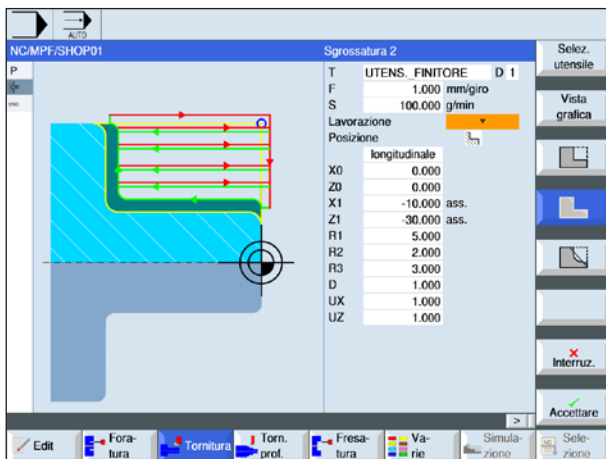 AUTO
NC/MPF/SHOP01
Sgrossatura 2
Selez. utensile
P
END
T UTENS._FINITORE D 1
F 1.000 mm/giro
S 100.000 g/min
Lavorazione
Posizione
longitudinale
X0 0.000
Z0 0.000
X1 -10.000 ass.
Z1 -30.000 ass.
R1 5.000
R2 2.000
R3 3.000
D 1.000
UX 1.000
UZ 1.000
Vista grafica
Interruz.
Accettare
>
Edit
Fora-tura
Tornitura
Torn. prof.
Fresa-tura
Va-rie
Simula-zione
Sele-zione